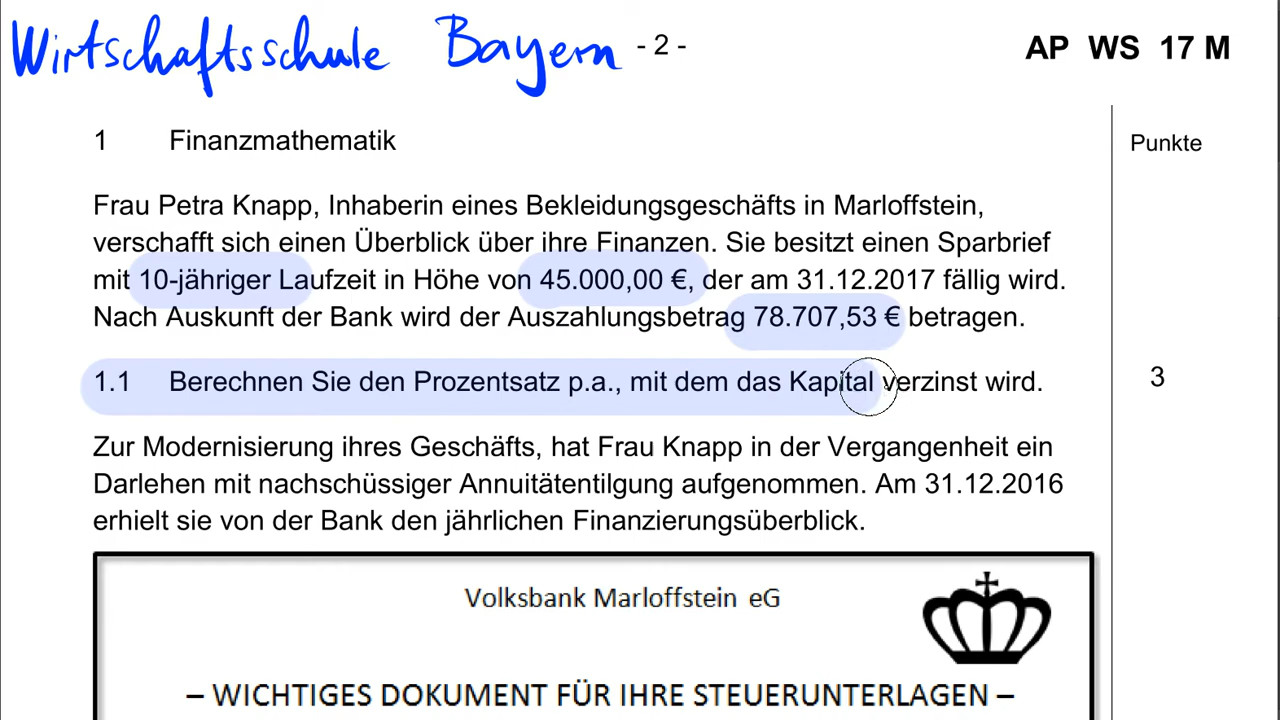 Wirtschaftsschule Bayern - 2 - AP WS 17 M
1 Finanzmathematik Punkte
Frau Petra Knapp, Inhaberin eines Bekleidungsgeschäfts in Marloffstein,
verschafft sich einen Überblick über ihre Finanzen. Sie besitzt einen Sparbrief
mit 10-jähriger Laufzeit in Höhe von 45.000,00 €, der am 31.12.2017 fällig wird.
Nach Auskunft der Bank wird der Auszahlungsbetrag 78.707,53 € betragen.
1.1 Berechnen Sie den Prozentsatz p.a., mit dem das Kapital verzinst wird. 3
Zur Modernisierung ihres Geschäfts, hat Frau Knapp in der Vergangenheit ein
Darlehen mit nachschüssiger Annuitätentilgung aufgenommen. Am 31.12.2016
erhielt sie von der Bank den jährlichen Finanzierungsüberblick.
Volksbank Marloffstein eG
– WICHTIGES DOKUMENT FÜR IHRE STEUERUNTERLAGEN –